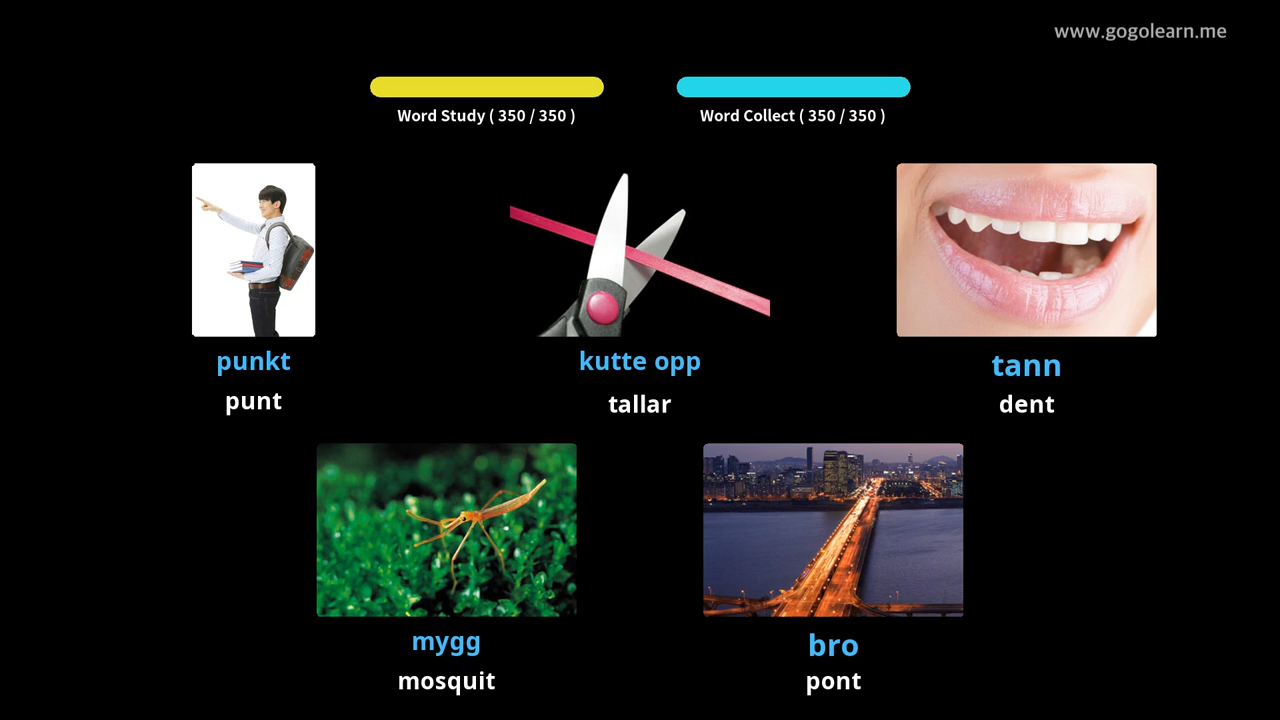 www.gogolearn.me
Word Study ( 350 / 350 )
Word Collect ( 350 / 350 )
punkt
punt
kutte opp
tallar
tann
dent
mygg
mosquit
bro
pont